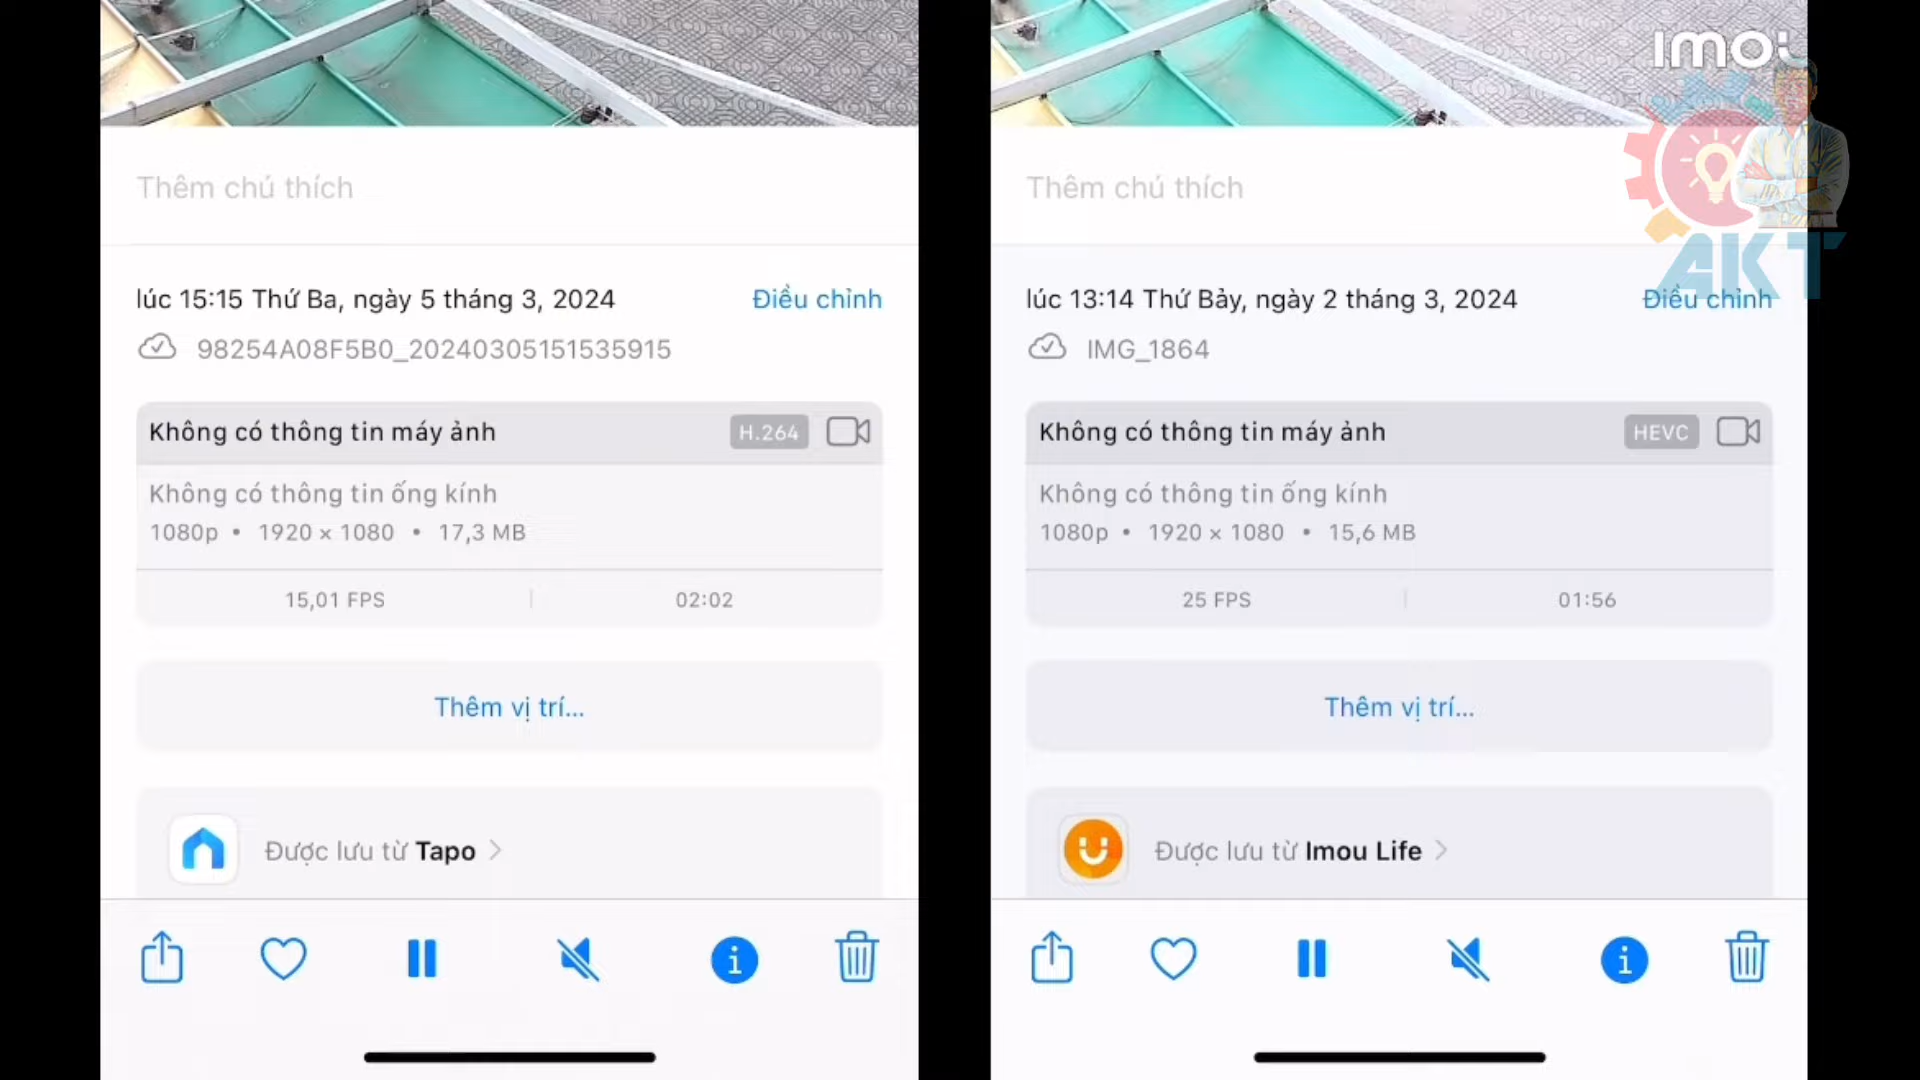 Thêm chú thích
lúc 15:15 Thứ Ba, ngày 5 tháng 3, 2024
Điều chỉnh
98254A08F5B0_20240305151535915
Không có thông tin máy ảnh
H.264
Không có thông tin ống kính
1080p • 1920 × 1080 • 17,3 MB
15,01 FPS
02:02
Thêm vị trí...
Được lưu từ Tapo
imou
AKT
Thêm chú thích
lúc 13:14 Thứ Bảy, ngày 2 tháng 3, 2024
Điều chỉnh
IMG_1864
Không có thông tin máy ảnh
HEVC
Không có thông tin ống kính
1080p • 1920 × 1080 • 15,6 MB
25 FPS
01:56
Thêm vị trí...
Được lưu từ Imou Life